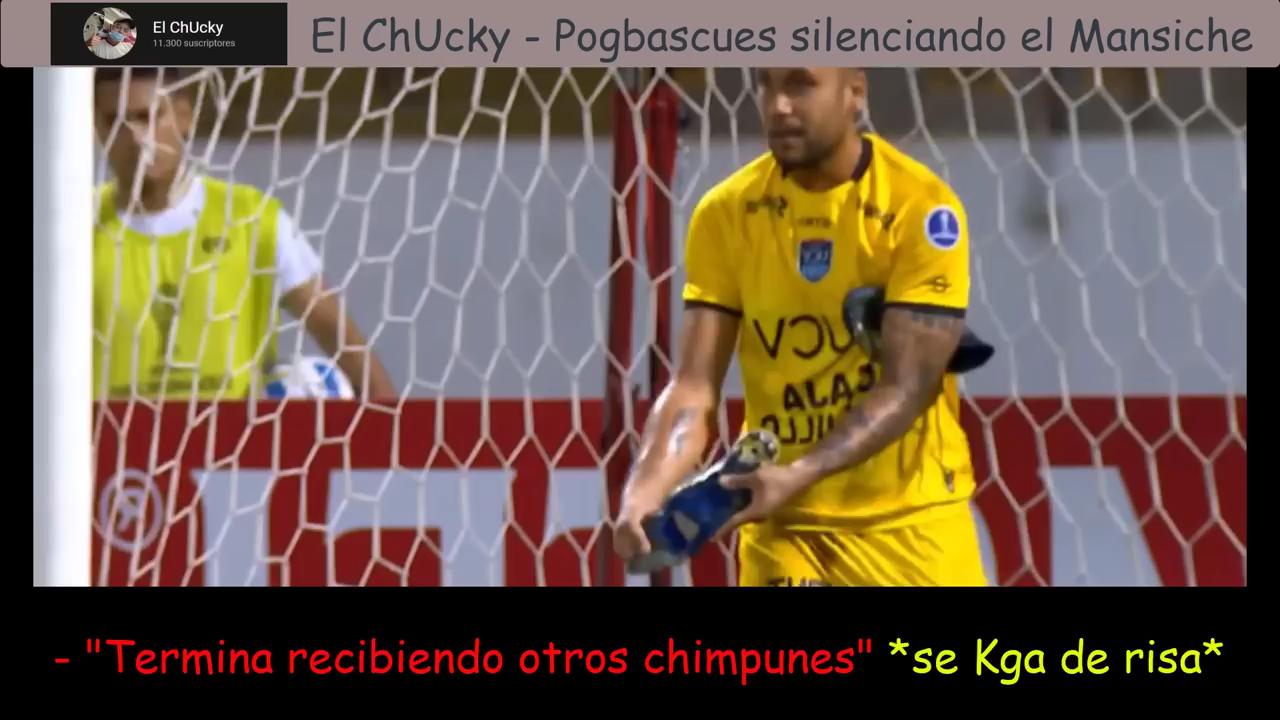 El ChUcky
11.300 suscriptores
El ChUcky - Pogbascues silenciando el Mansiche
UCV
- "Termina recibiendo otros chimpunes" *se Kga de risa*